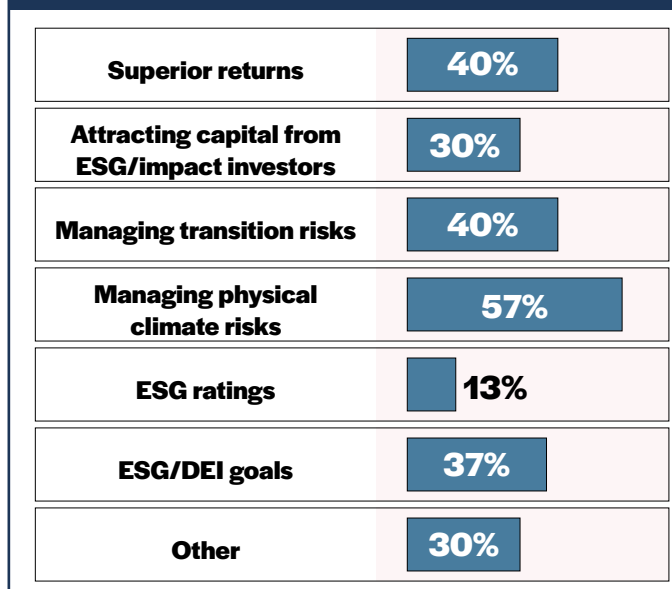 Superior returns
40%
Attracting capital from
ESG/impact investors
30%
Managing transition risks
40%
Managing physical
climate risks
57%
ESG ratings
13%
ESG/DEI goals
37%
Other
30%